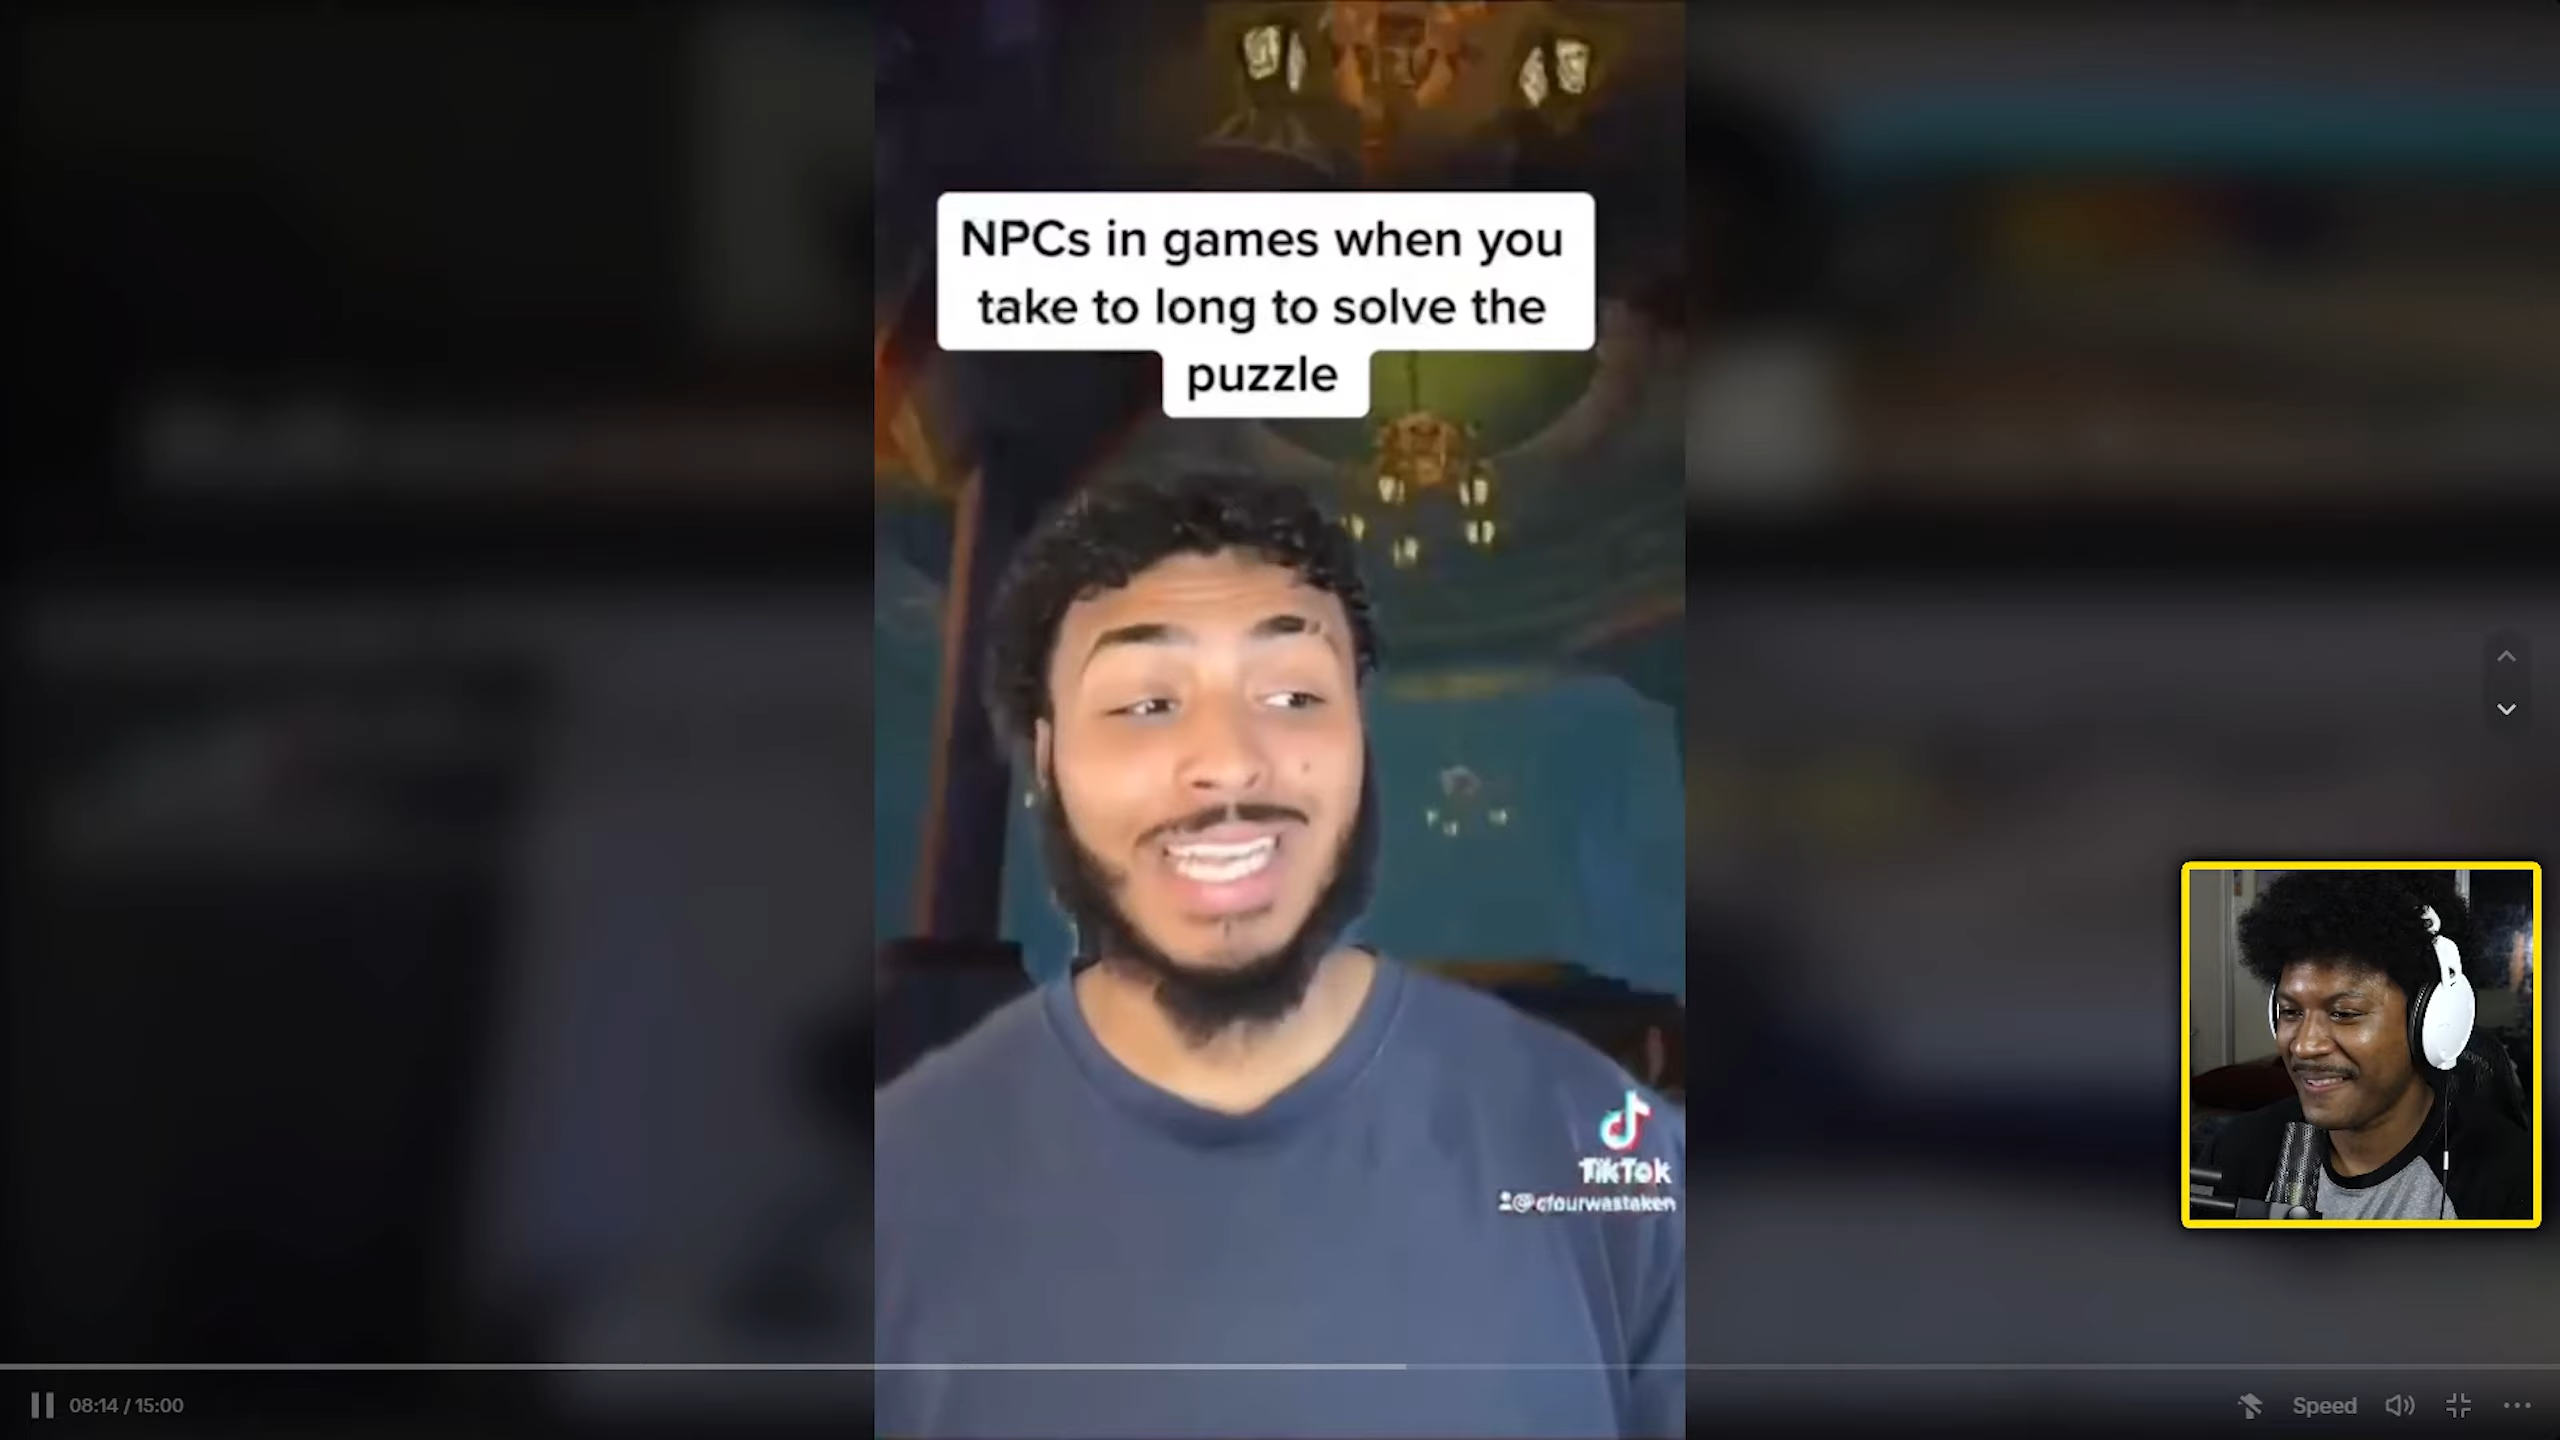 NPCs in games when you
take to long to solve the
puzzle
TikTok
@cfourwastaken
08:14 / 15:00
Speed